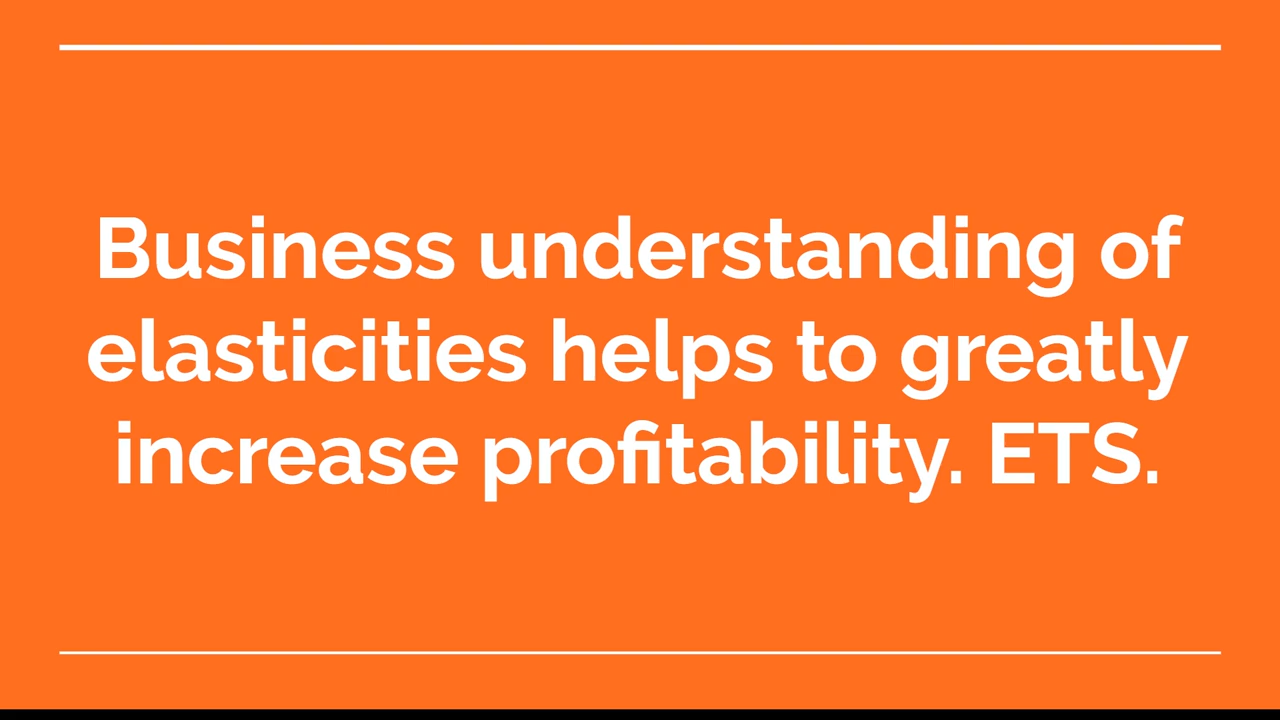 Business understanding of
elasticities helps to greatly
increase profitability. ETS.